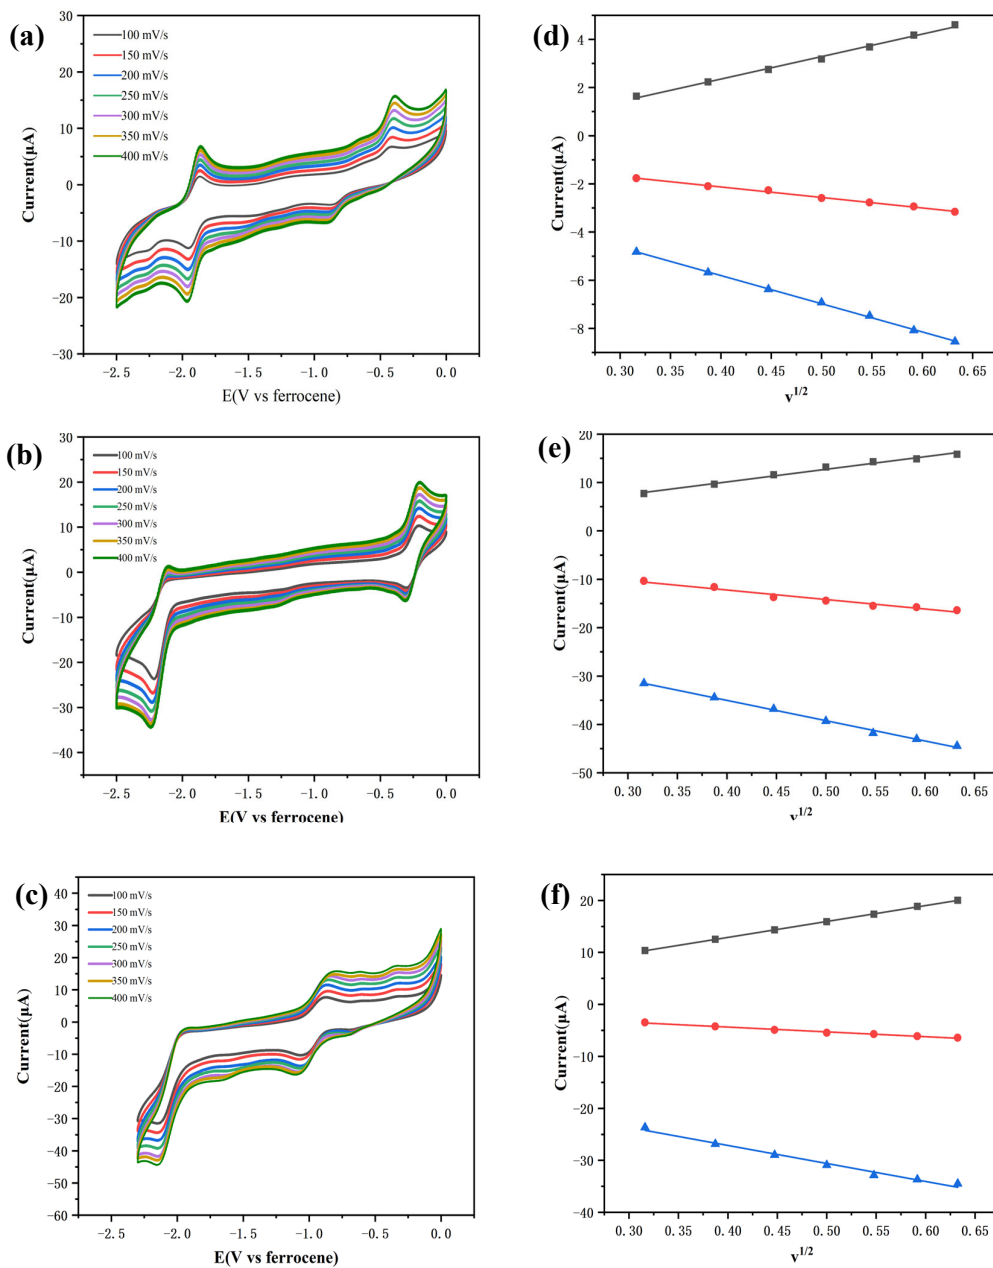 (a)
100 mV/s
150 mV/s
200 mV/s
250 mV/s
300 mV/s
350 mV/s
400 mV/s
30
20
10
0
-10
-20
-30
Current(μA)
-2.5
-2.0
-1.5
-1.0
-0.5
0.0
E(V vs ferrocene)
(d)
4
2
0
-2
-4
-6
-8
Current(μA)
0.30
0.35
0.40
0.45
0.50
0.55
0.60
0.65
v1/2
(b)
100 mV/s
150 mV/s
200 mV/s
250 mV/s
300 mV/s
350 mV/s
400 mV/s
30
20
10
0
-10
-20
-30
-40
Current(μA)
-2.5
-2.0
-1.5
-1.0
-0.5
0.0
E(V vs ferrocene)
(e)
20
10
0
-10
-20
-30
-40
-50
Current(μA)
0.30
0.35
0.40
0.45
0.50
0.55
0.60
0.65
v1/2
(c)
100 mV/s
150 mV/s
200 mV/s
250 mV/s
300 mV/s
350 mV/s
400 mV/s
40
30
20
10
0
-10
-20
-30
-40
-50
-60
Current(μA)
-2.5
-2.0
-1.5
-1.0
-0.5
0.0
E(V vs ferrocene)
(f)
20
10
0
-10
-20
-30
-40
Current(μA)
0.30
0.35
0.40
0.45
0.50
0.55
0.60
0.65
v1/2